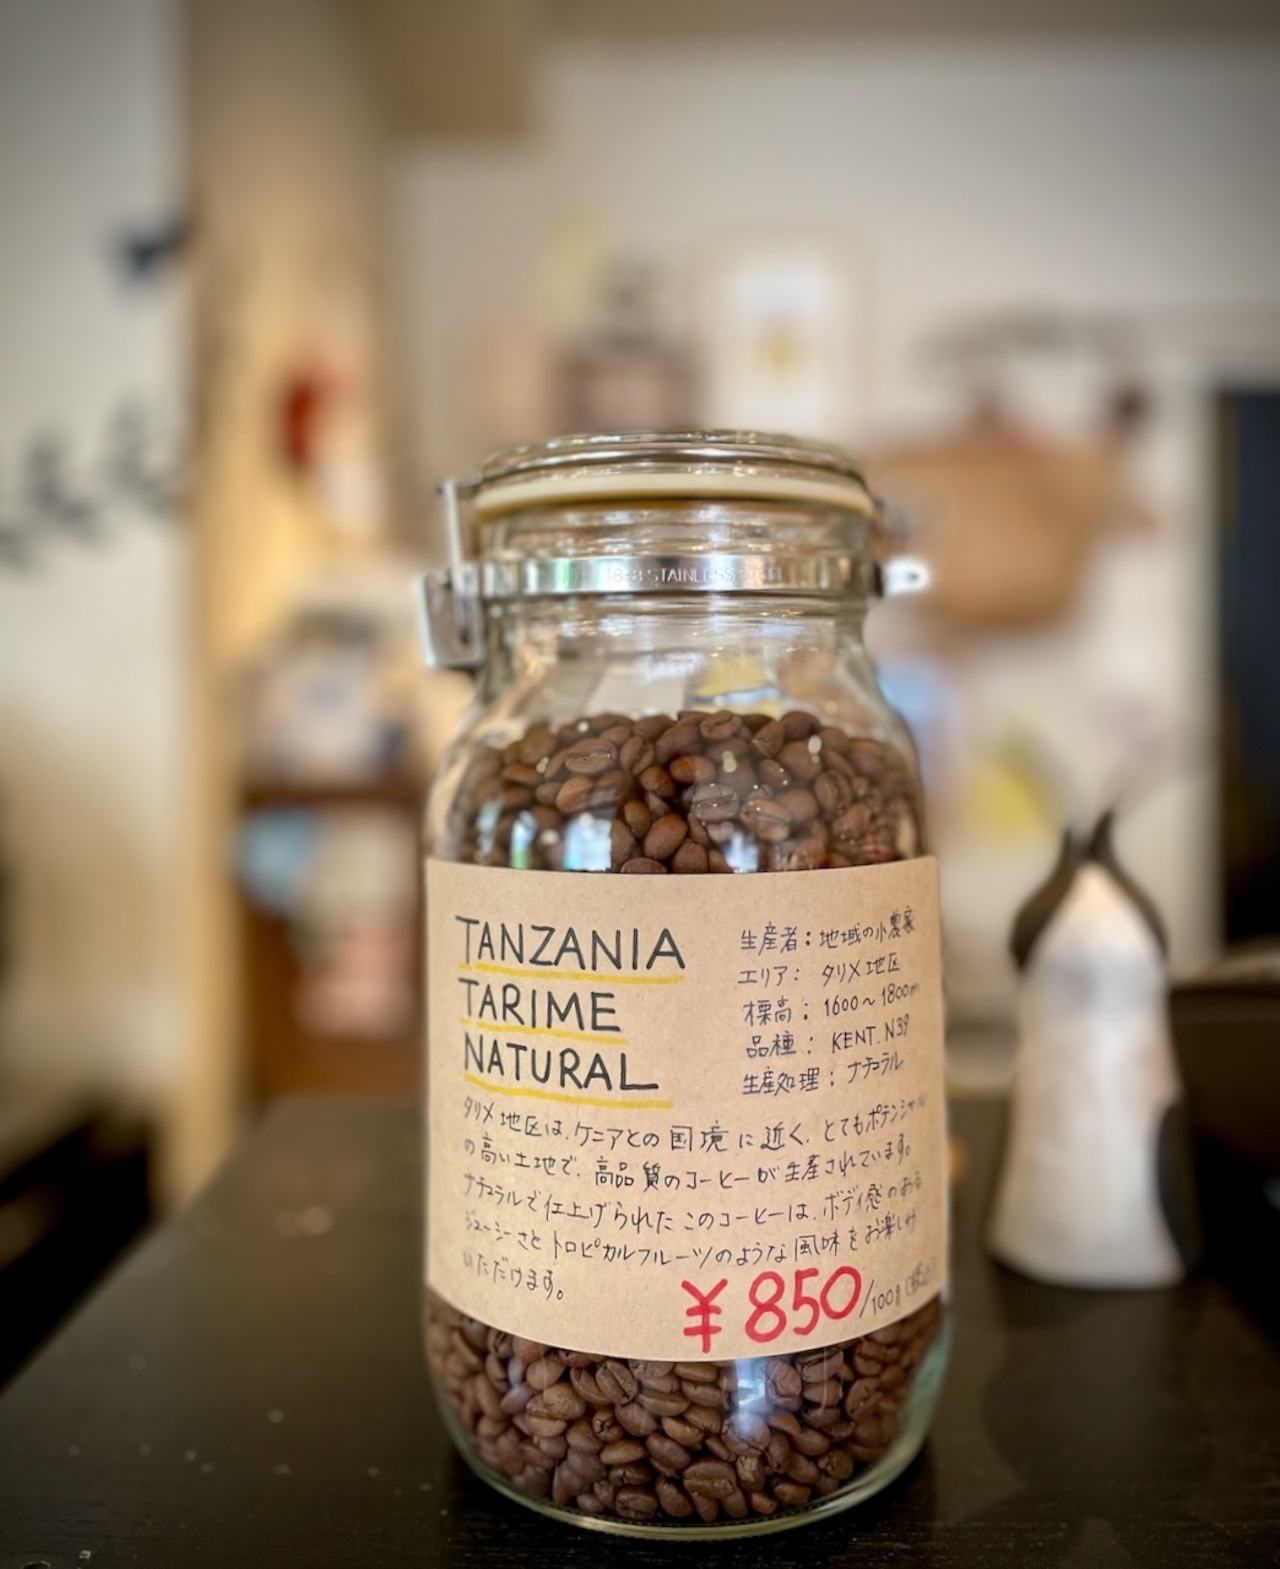 18-8 STAINLESS STEEL
TANZANIA
TARIME
NATURAL
生産者：地域の小農家
エリア： タリメ地区
標高：1600～1800m
品種： KENT. N39
生産処理：ナチュラル
タリメ地区は、ケニアとの国境に近く、とてもポテンシャル
の高い土地で、高品質のコーヒーが生産されています。
ナチュラルで仕上げられたこのコーヒーは、ボディ感のある
ジューシーさとトロピカルフルーツのような風味をお楽しみ
いただけます。
￥850/100g (税込)